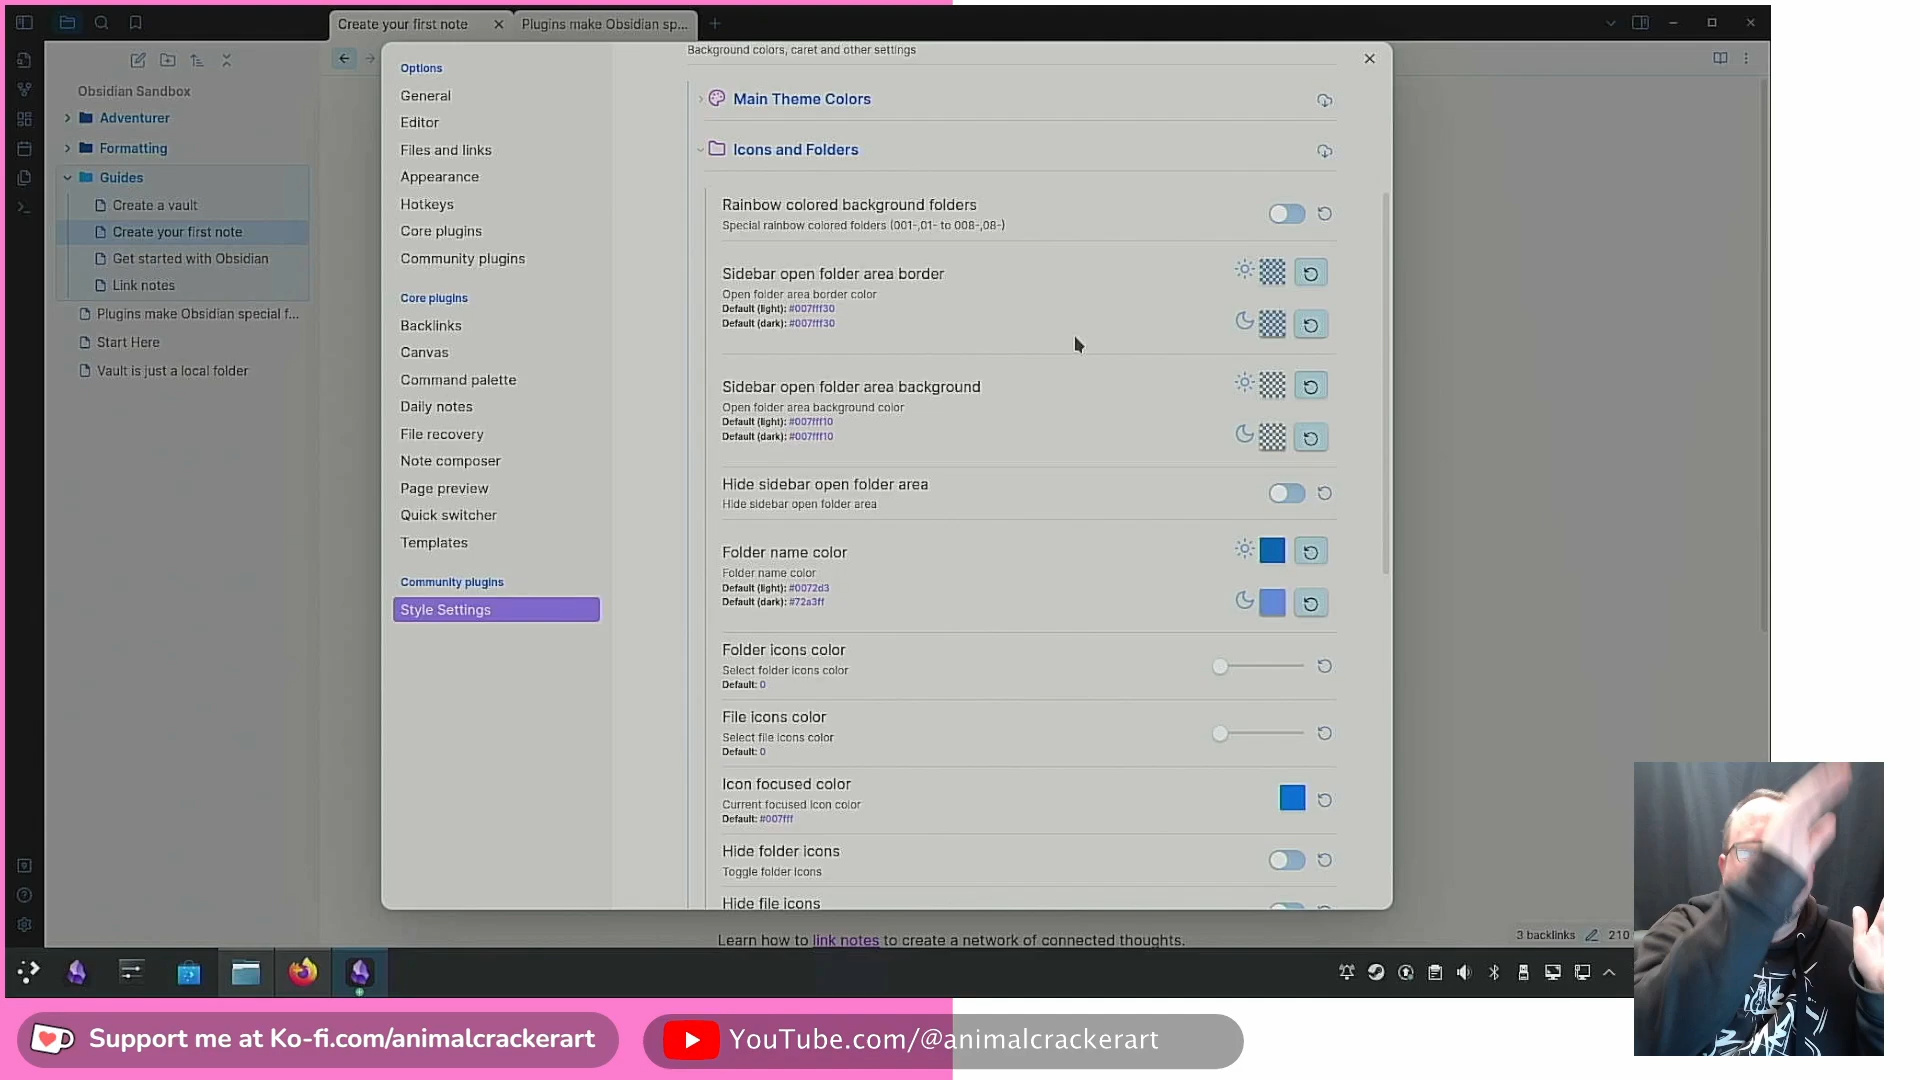 Create your first note
Plugins make Obsidian sp...
Obsidian Sandbox
Adventurer
Formatting
Guides
Create a vault
Create your first note
Get started with Obsidian
Link notes
Plugins make Obsidian special f...
Start Here
Vault is just a local folder
Options
General
Editor
Files and links
Appearance
Hotkeys
Core plugins
Community plugins
Core plugins
Backlinks
Canvas
Command palette
Daily notes
File recovery
Note composer
Page preview
Quick switcher
Templates
Community plugins
Style Settings
Background colors, caret and other settings
Main Theme Colors
Icons and Folders
Rainbow colored background folders
Special rainbow colored folders (001-,01- to 008-,08-)
Sidebar open folder area border
Open folder area border color
Default (light): #007fff30
Default (dark): #007fff30
Sidebar open folder area background
Open folder area background color
Default (light): #007fff10
Default (dark): #007fff10
Hide sidebar open folder area
Hide sidebar open folder area
Folder name color
Folder name color
Default (light): #0072d3
Default (dark): #72a3ff
Folder icons color
Select folder icons color
Default: 0
File icons color
Select file icons color
Default: 0
Icon focused color
Current focused icon color
Default: #007fff
Hide folder icons
Toggle folder icons
Hide file icons
Learn how to link notes to create a network of connected thoughts.
3 backlinks
210
Support me at Ko-fi.com/animalcrackerart
YouTube.com/@animalcrackerart